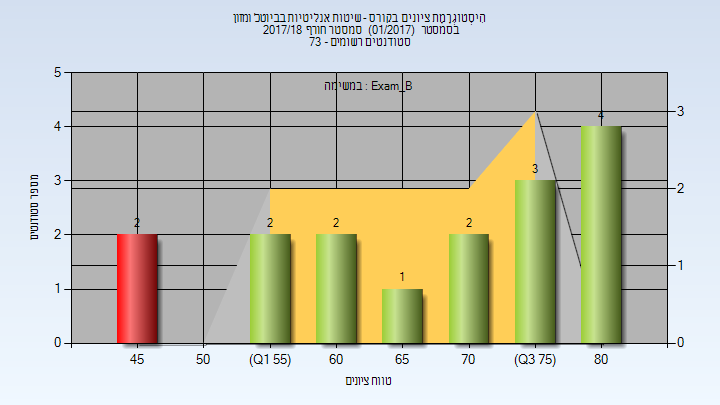 היסטוגרמת ציונים בקורס - שיטות אנליטיות בביוטכ' ומזון
בסמסטר (01/2017) סמסטר חורף 2017/18
סטודנטים רשומים - 73
במשימה : Exam_B
מספר סטודנטים
5
4
3
2
1
0
3
2
1
0
2
2
2
1
2
3
4
45
50
(Q1 55)
60
65
70
(Q3 75)
80
טווח ציונים